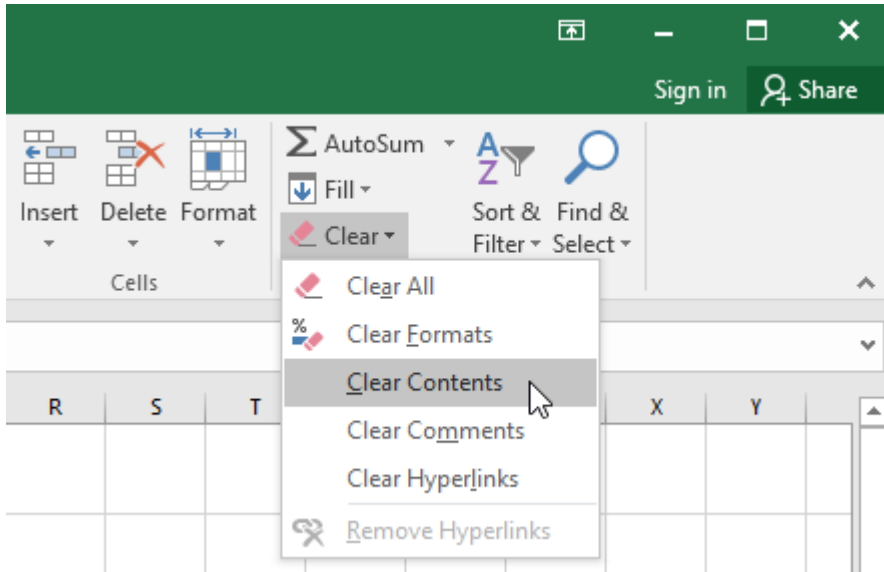 Sign in Share
AutoSum
Fill
Clear
Insert Delete Format
Sort & Filter
Find & Select
Cells
Clear All
Clear Formats
Clear Contents
Clear Comments
Clear Hyperlinks
Remove Hyperlinks
R S T X Y